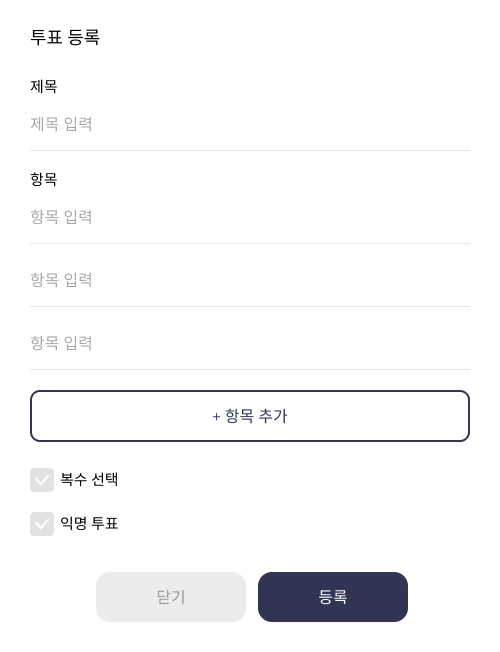 투표 등록
제목
제목 입력
항목
항목 입력
항목 입력
항목 입력
+ 항목 추가
복수 선택
익명 투표
닫기
등록